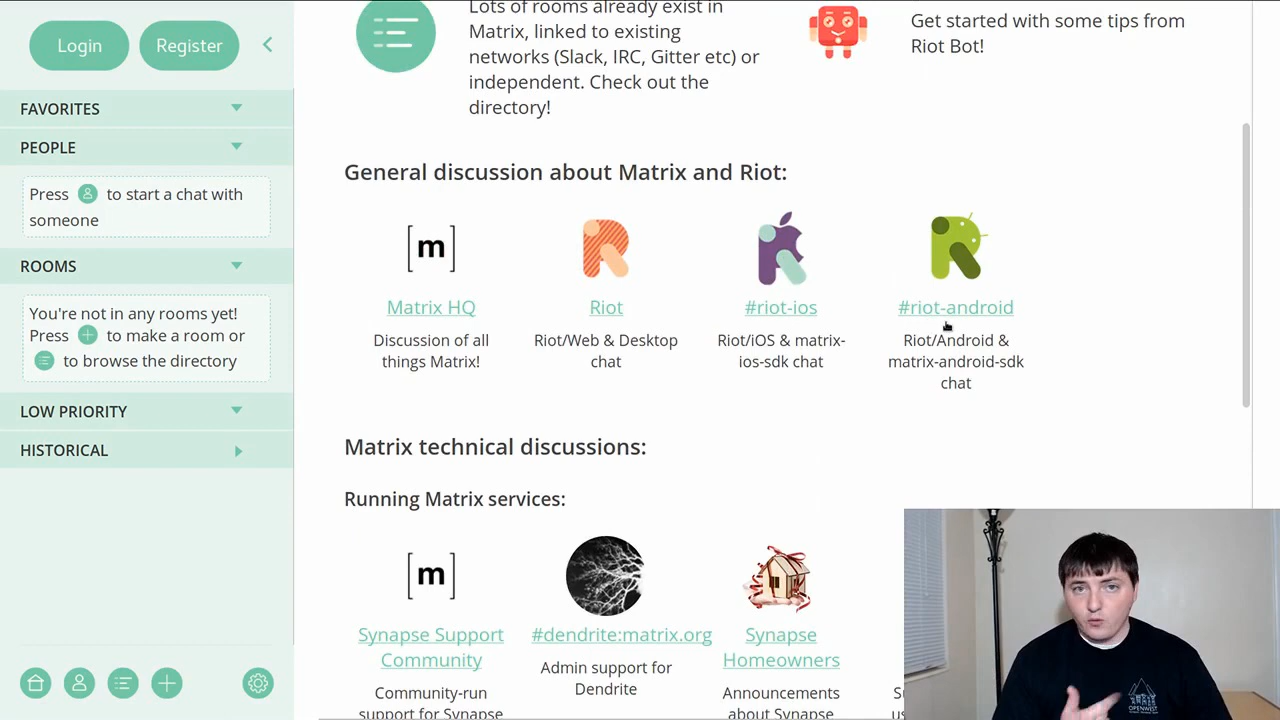 Login
Register
FAVORITES
PEOPLE
Press to start a chat with
someone
ROOMS
You're not in any rooms yet!
Press to make a room or
to browse the directory
LOW PRIORITY
HISTORICAL
Lots of rooms already exist in
Matrix, linked to existing
networks (Slack, IRC, Gitter etc) or
independent. Check out the
directory!
Get started with some tips from
Riot Bot!
General discussion about Matrix and Riot:
[m]
Matrix HQ
Discussion of all
things Matrix!
Riot
Riot/Web & Desktop
chat
#riot-ios
Riot/iOS & matrix-
ios-sdk chat
#riot-android
Riot/Android &
matrix-android-sdk
chat
Matrix technical discussions:
Running Matrix services:
[m]
Synapse Support
Community
Community-run
support for Synapse
#dendrite:matrix.org
Admin support for
Dendrite
Synapse
Homeowners
Announcements
about Synapse
OPENWEST